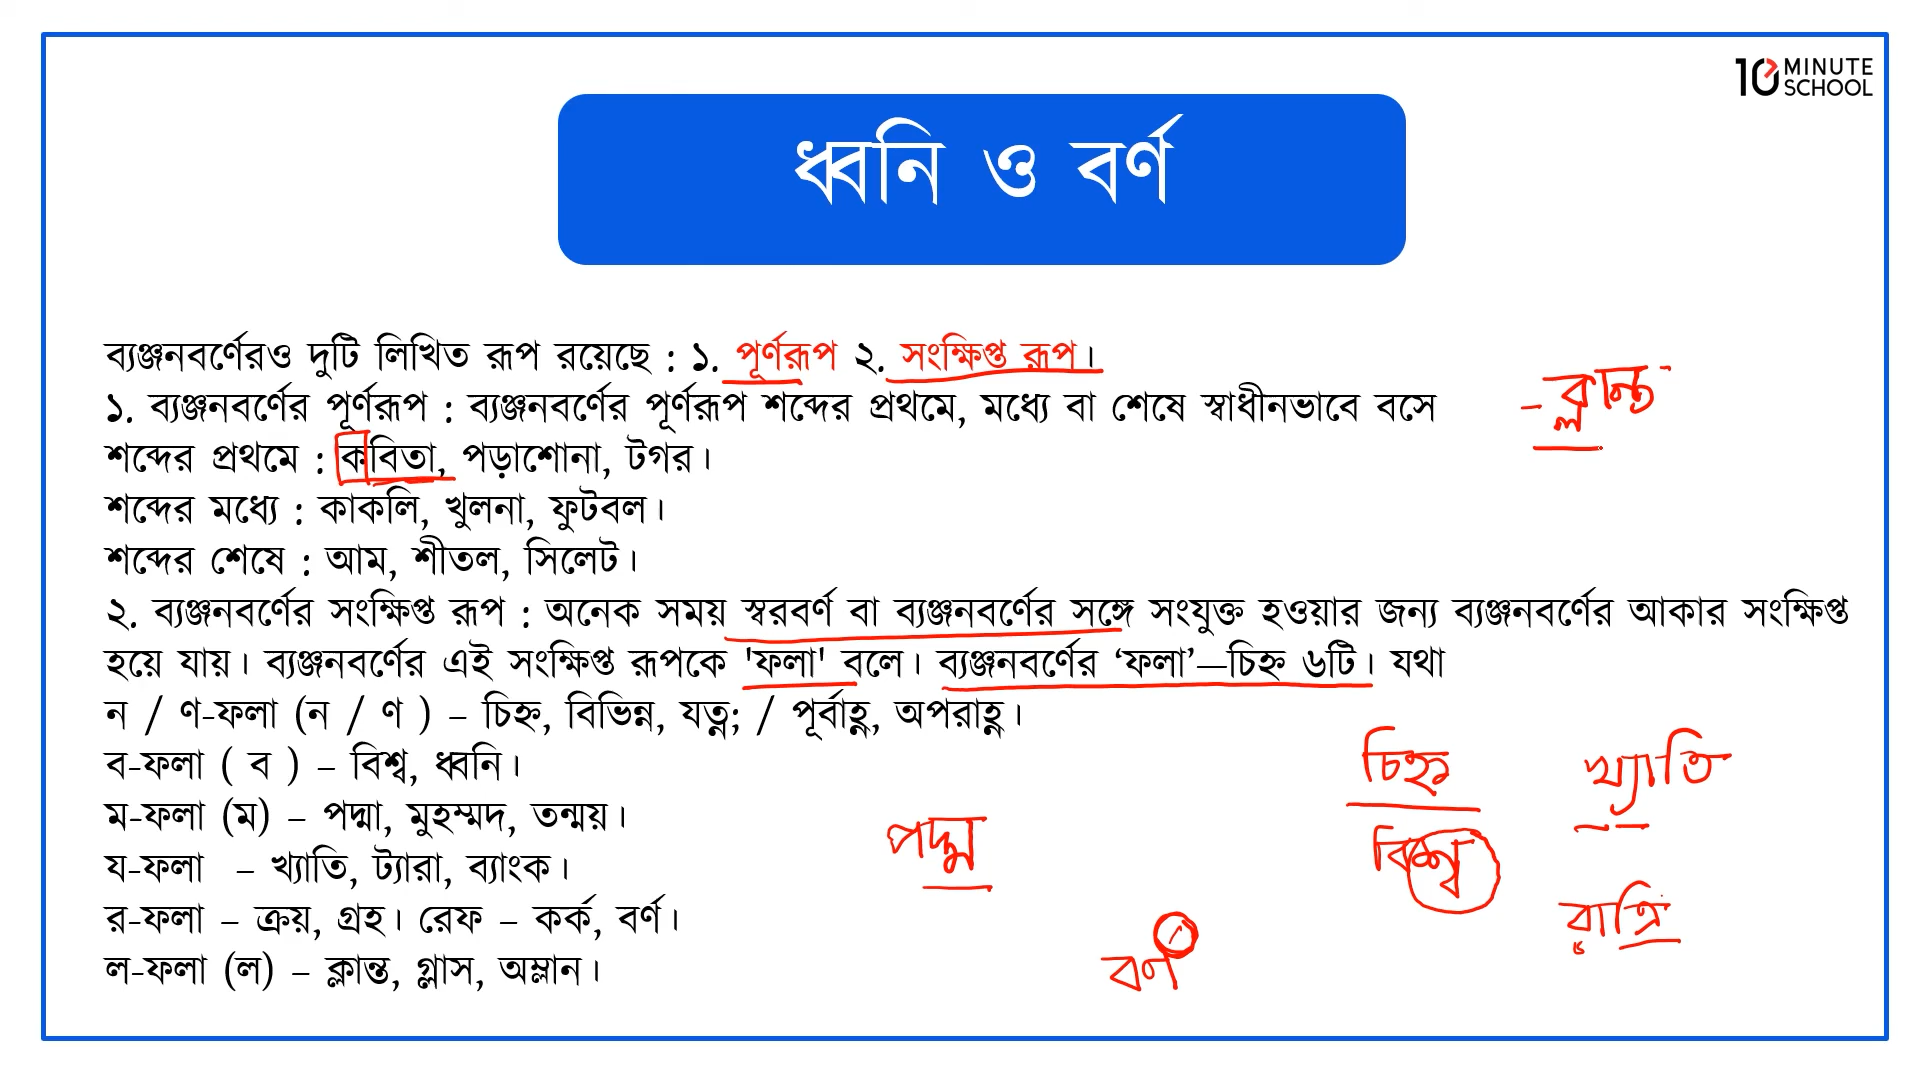 10 MINUTE
SCHOOL
ধ্বনি ও বর্ণ
ব্যঞ্জনবর্ণেরও দুটি লিখিত রূপ রয়েছে : ১. পূর্ণরূপ ২. সংক্ষিপ্ত রূপ।
১. ব্যঞ্জনবর্ণের পূর্ণরূপ : ব্যঞ্জনবর্ণের পূর্ণরূপ শব্দের প্রথমে, মধ্যে বা শেষে স্বাধীনভাবে বসে
- ক্লান্ত
শব্দের প্রথমে : কবিতা, পড়াশোনা, টগর।
শব্দের মধ্যে : কাকলি, খুলনা, ফুটবল।
শব্দের শেষে : আম, শীতল, সিলেট।
২. ব্যঞ্জনবর্ণের সংক্ষিপ্ত রূপ : অনেক সময় স্বরবর্ণ বা ব্যঞ্জনবর্ণের সঙ্গে সংযুক্ত হওয়ার জন্য ব্যঞ্জনবর্ণের আকার সংক্ষিপ্ত
হয়ে যায়। ব্যঞ্জনবর্ণের এই সংক্ষিপ্ত রূপকে 'ফলা' বলে। ব্যঞ্জনবর্ণের ‘ফলা’—চিহ্ন ৬টি। যথা
ন / ণ-ফলা (ন / ণ ) – চিহ্ন, বিভিন্ন, যত্ন; / পূর্বাহ্ণ, অপরাহ্ণ।
ব-ফলা ( ব ) – বিশ্ব, ধ্বনি।
চিহ্ন খ্যাতি
ম-ফলা (ম) – পদ্মা, মুহম্মদ, তন্ময়।
পদ্ম বিশ্ব
য-ফলা – খ্যাতি, ট্যারা, ব্যাংক।
র-ফলা – ক্রয়, গ্রহ। রেফ – কর্ক, বর্ণ।
রাত্রি
ল-ফলা (ল) – ক্লান্ত, গ্লাস, অম্লান।
বর্ণ